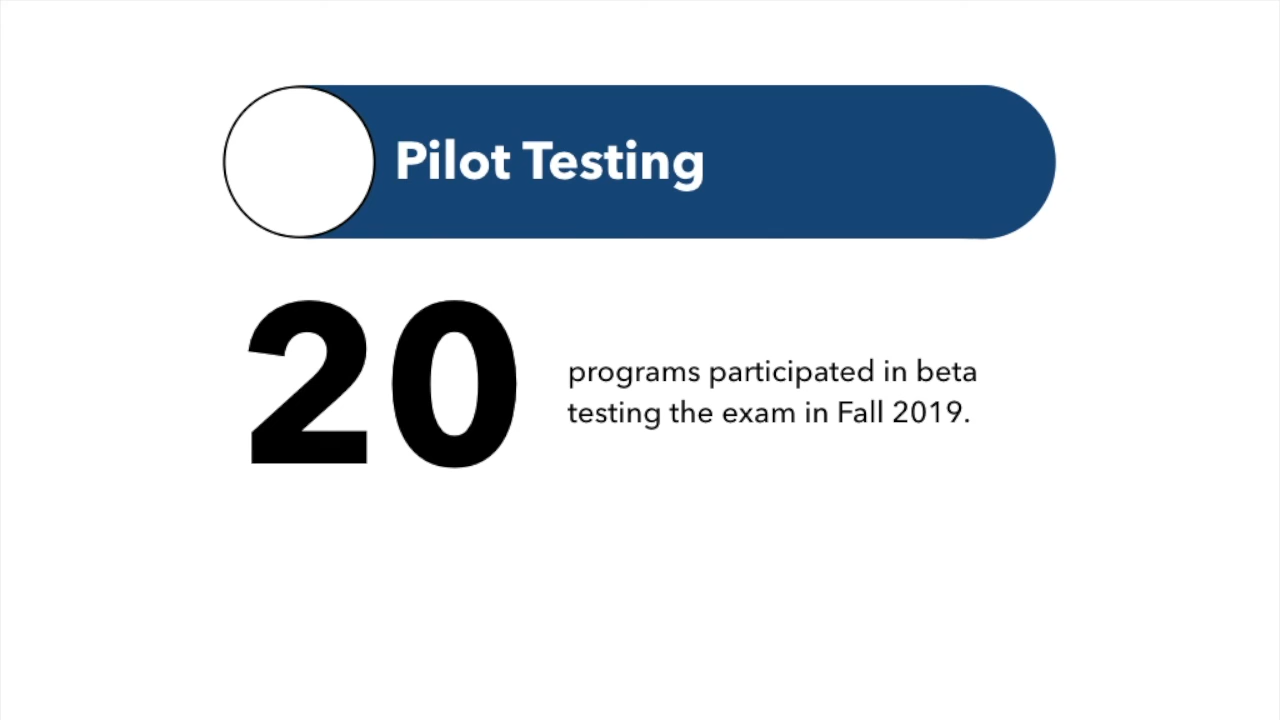 Pilot Testing
20
programs participated in beta
testing the exam in Fall 2019.